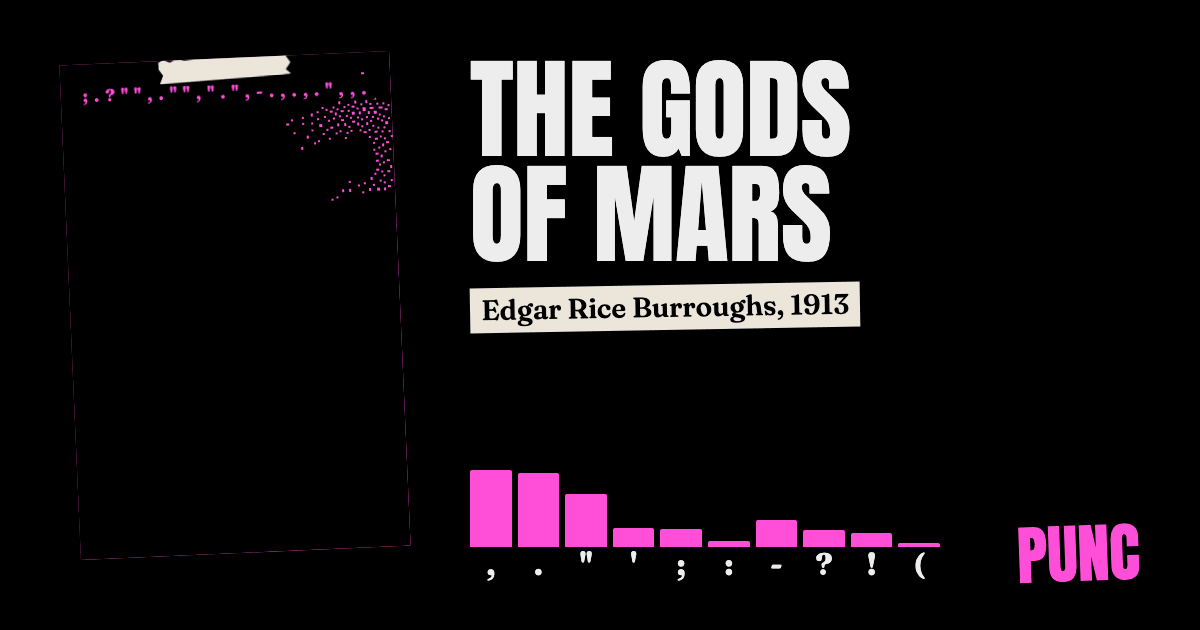 ;.?"",."",".",-.,.,.",,.
THE GODS
OF MARS
Edgar Rice Burroughs, 1913
, . " ' ; : - ? ! (
PUNC